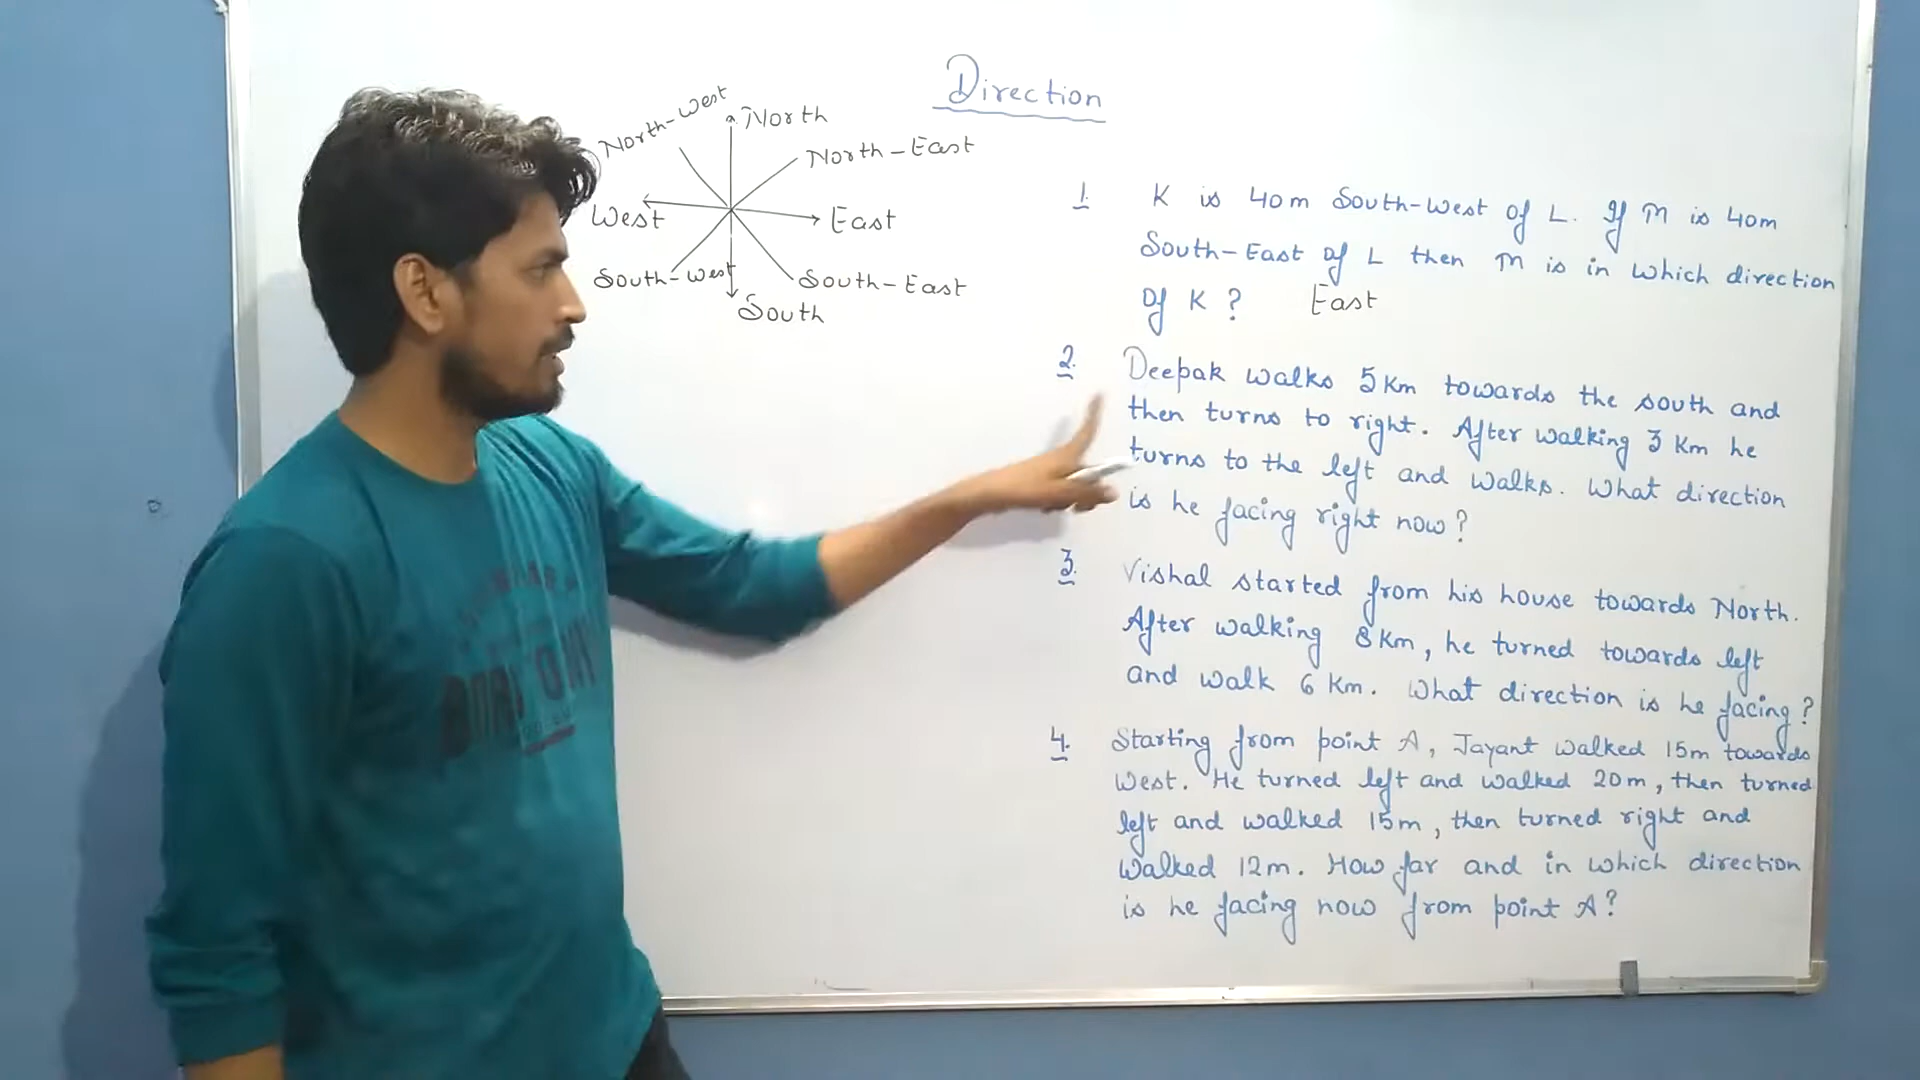 Direction
North-West
North
North-East
West
East
South-West
South-East
South
1. K is 40m South-West of L. If M is 40m
South-East of L then M is in which direction
of K ? East
2. Deepak walks 5 Km towards the south and
then turns to right. After walking 3 Km he
turns to the left and walks. What direction
is he facing right now?
3. Vishal started from his house towards North.
After walking 8 Km, he turned towards left
and walk 6 Km. What direction is he facing?
4. Starting from point A, Jayant walked 15m towards
West. He turned left and walked 20m, then turned
left and walked 15m, then turned right and
walked 12m. How far and in which direction
is he facing now from point A?